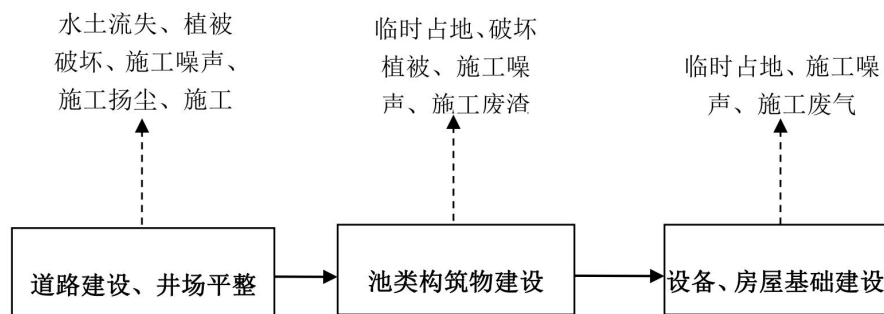 水土流失、植被
破坏、施工噪声、
施工扬尘、施工
临时占地、破坏
植被、施工噪
声、施工废渣
临时占地、施工噪
声、施工废气
道路建设、井场平整
池类构筑物建设
设备、房屋基础建设